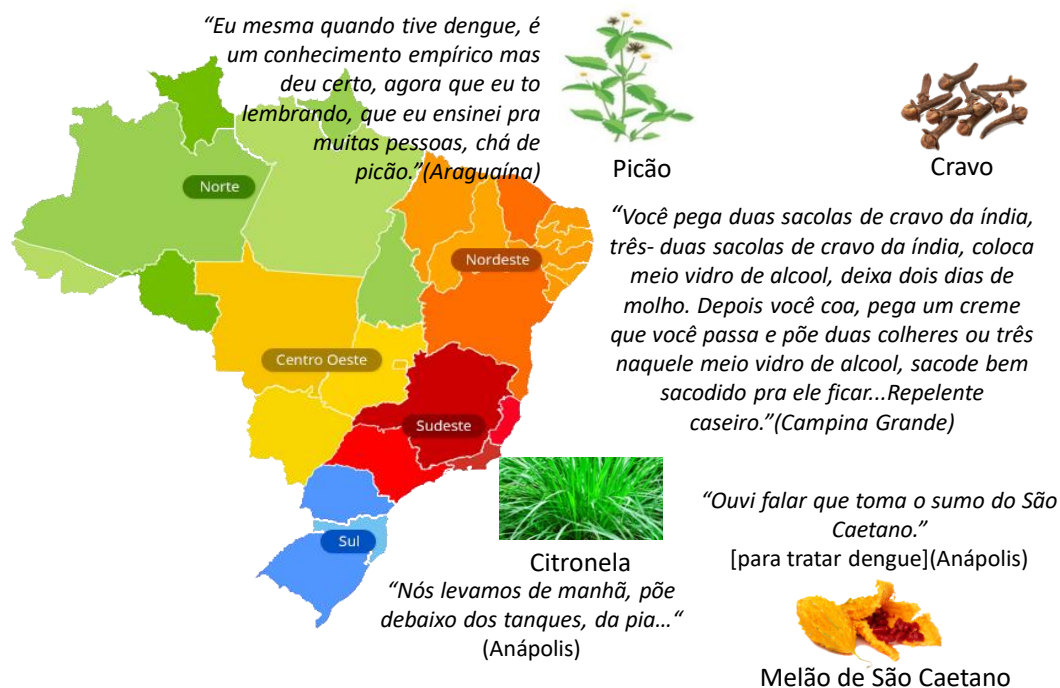 “Eu mesma quando tive dengue, é
um conhecimento empírico mas
deu certo, agora que eu to
lembrando, que eu ensinei pra
muitas pessoas, chá de
picão.”(Araguaína)
Picão
Cravo
Norte
Nordeste
Centro Oeste
Sudeste
Sul
“Você pega duas sacolas de cravo da índia,
três- duas sacolas de cravo da índia, coloca
meio vidro de alcool, deixa dois dias de
molho. Depois você coa, pega um creme
que você passa e põe duas colheres ou três
naquele meio vidro de alcool, sacode bem
sacodido pra ele ficar...Repelente
caseiro.”(Campina Grande)
Citronela
“Nós levamos de manhã, põe
debaixo dos tanques, da pia…“
(Anápolis)
“Ouvi falar que toma o sumo do São
Caetano.”
[para tratar dengue](Anápolis)
Melão de São Caetano